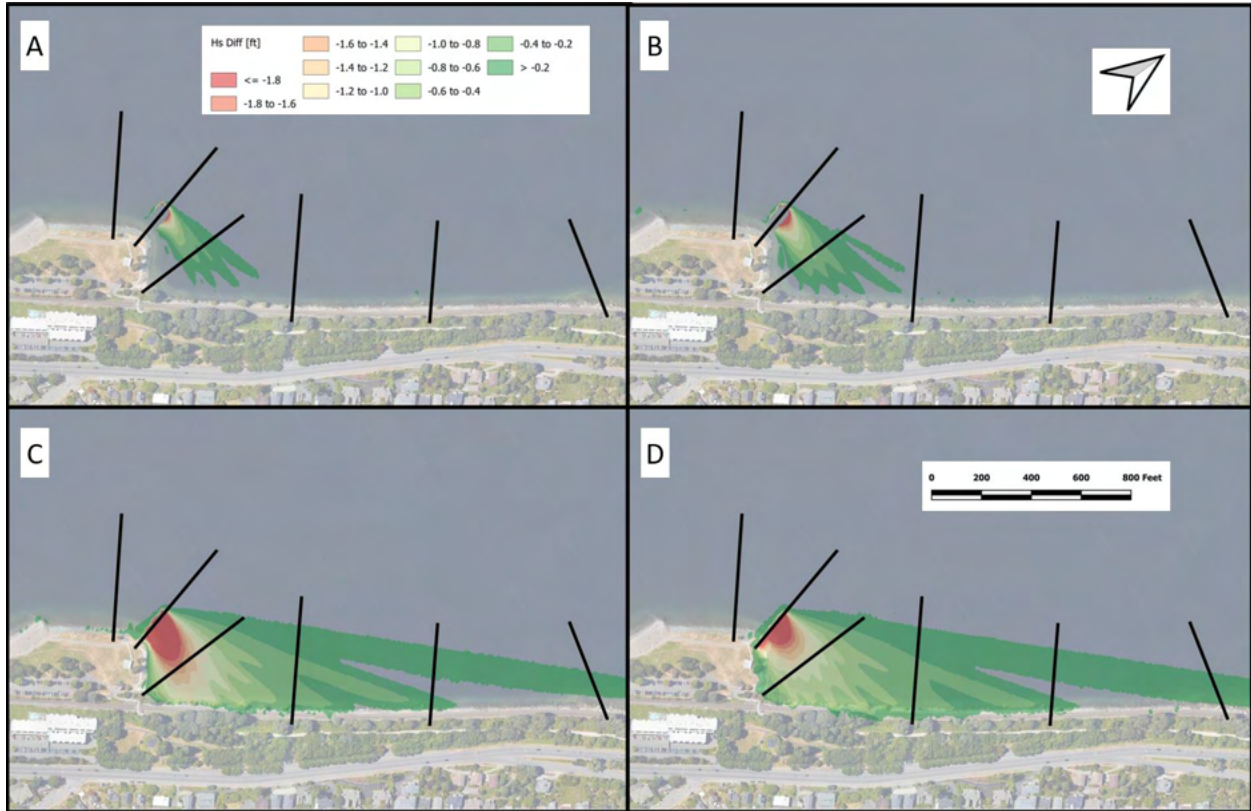 A
Hs Diff [ft]
<= -1.8
-1.8 to -1.6
-1.6 to -1.4
-1.4 to -1.2
-1.2 to -1.0
-1.0 to -0.8
-0.8 to -0.6
-0.6 to -0.4
-0.4 to -0.2
> -0.2
B
C
D
0 200 400 600 800 Feet